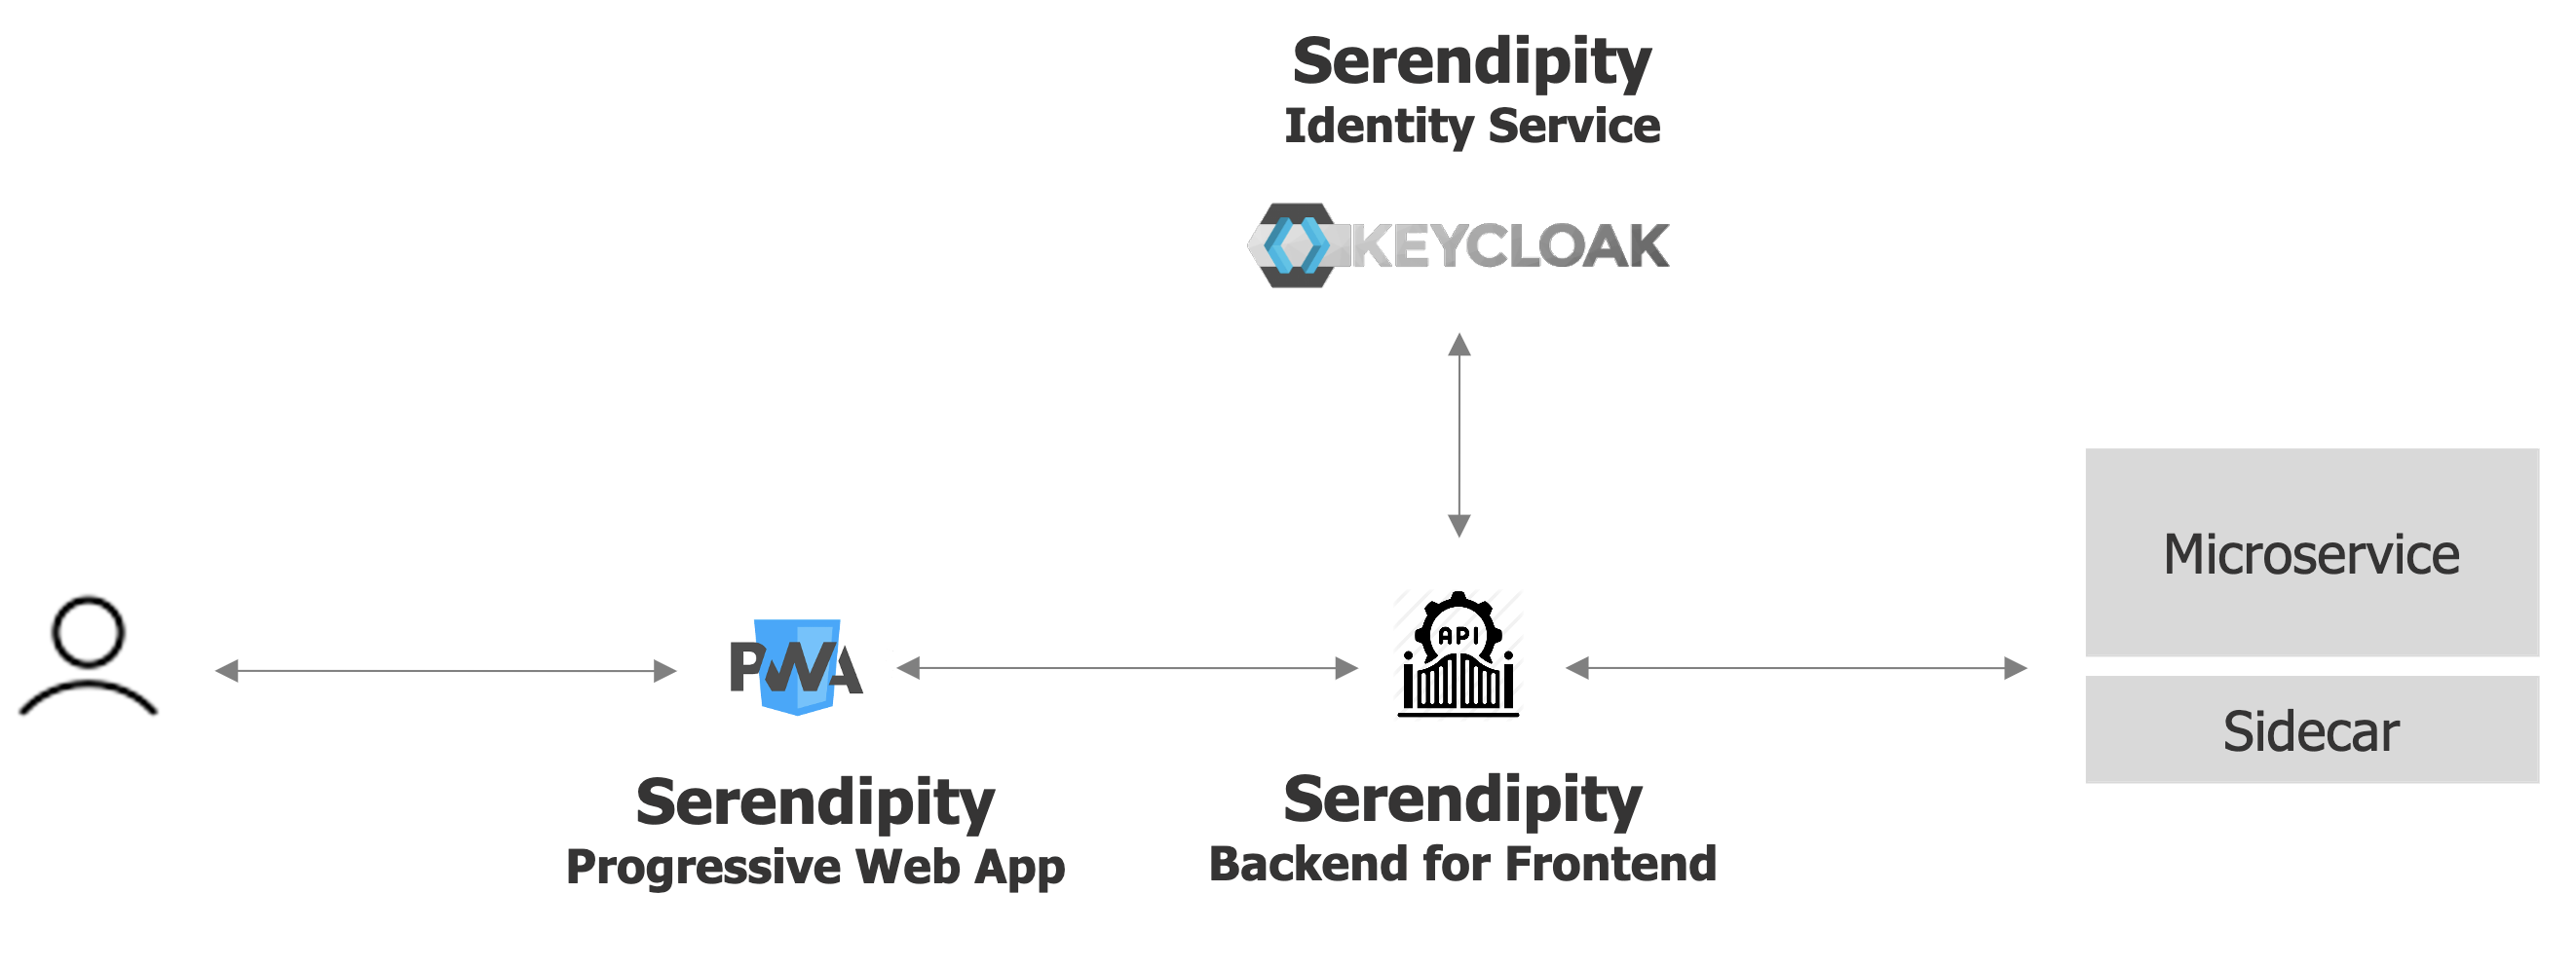 Serendipity
Identity Service
KEYCLOAK
Microservice
API
PWA
Sidecar
Serendipity
Progressive Web App
Serendipity
Backend for Frontend